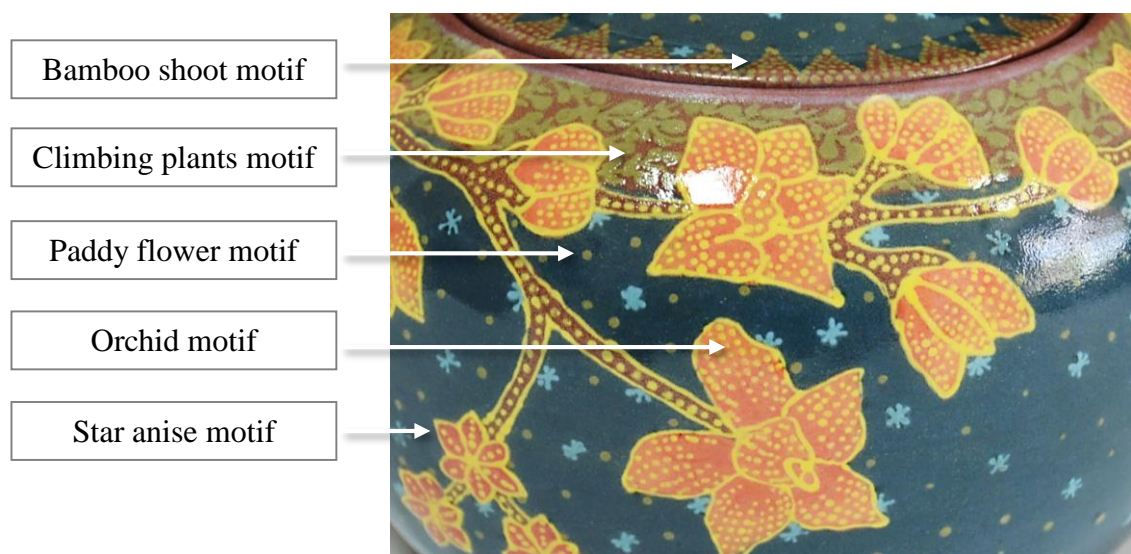 Bamboo shoot motif
Climbing plants motif
Paddy flower motif
Orchid motif
Star anise motif